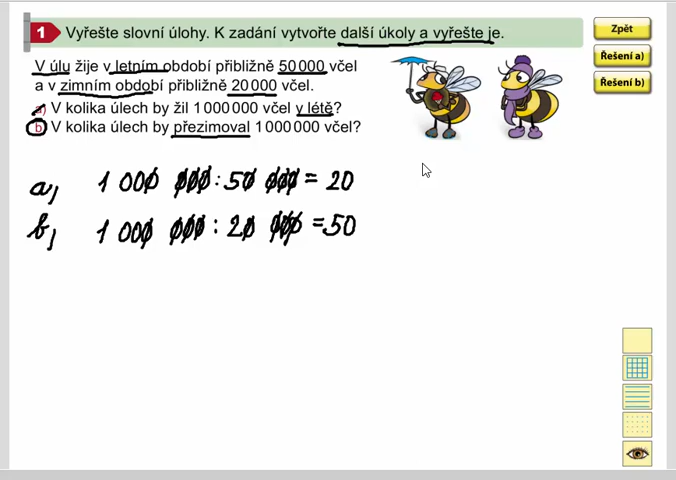 1 Vyřešte slovní úlohy. K zadání vytvořte další úkoly a vyřešte je.
V úlu žije v letním období přibližně 50 000 včel
a v zimním období přibližně 20 000 včel.
a) V kolika úlech by žil 1 000 000 včel v létě?
b) V kolika úlech by přezimoval 1 000 000 včel?
a) 1 000 000 : 50 000 = 20
b) 1 000 000 : 20 000 = 50
Zpět
Řešení a)
Řešení b)